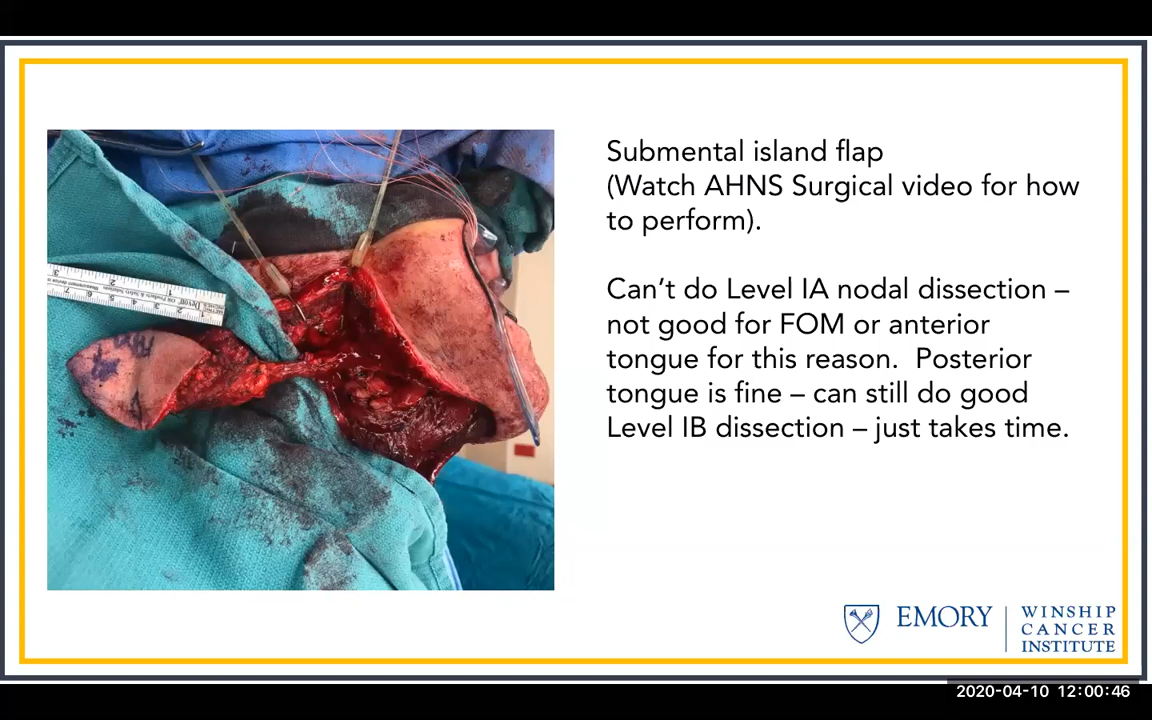 Submental island flap
(Watch AHNS Surgical video for how
to perform).
Can't do Level IA nodal dissection –
not good for FOM or anterior
tongue for this reason.  Posterior
tongue is fine – can still do good
Level IB dissection – just takes time.
EMORY
WINSHIP
CANCER
INSTITUTE
2020-04-10 12:00:46